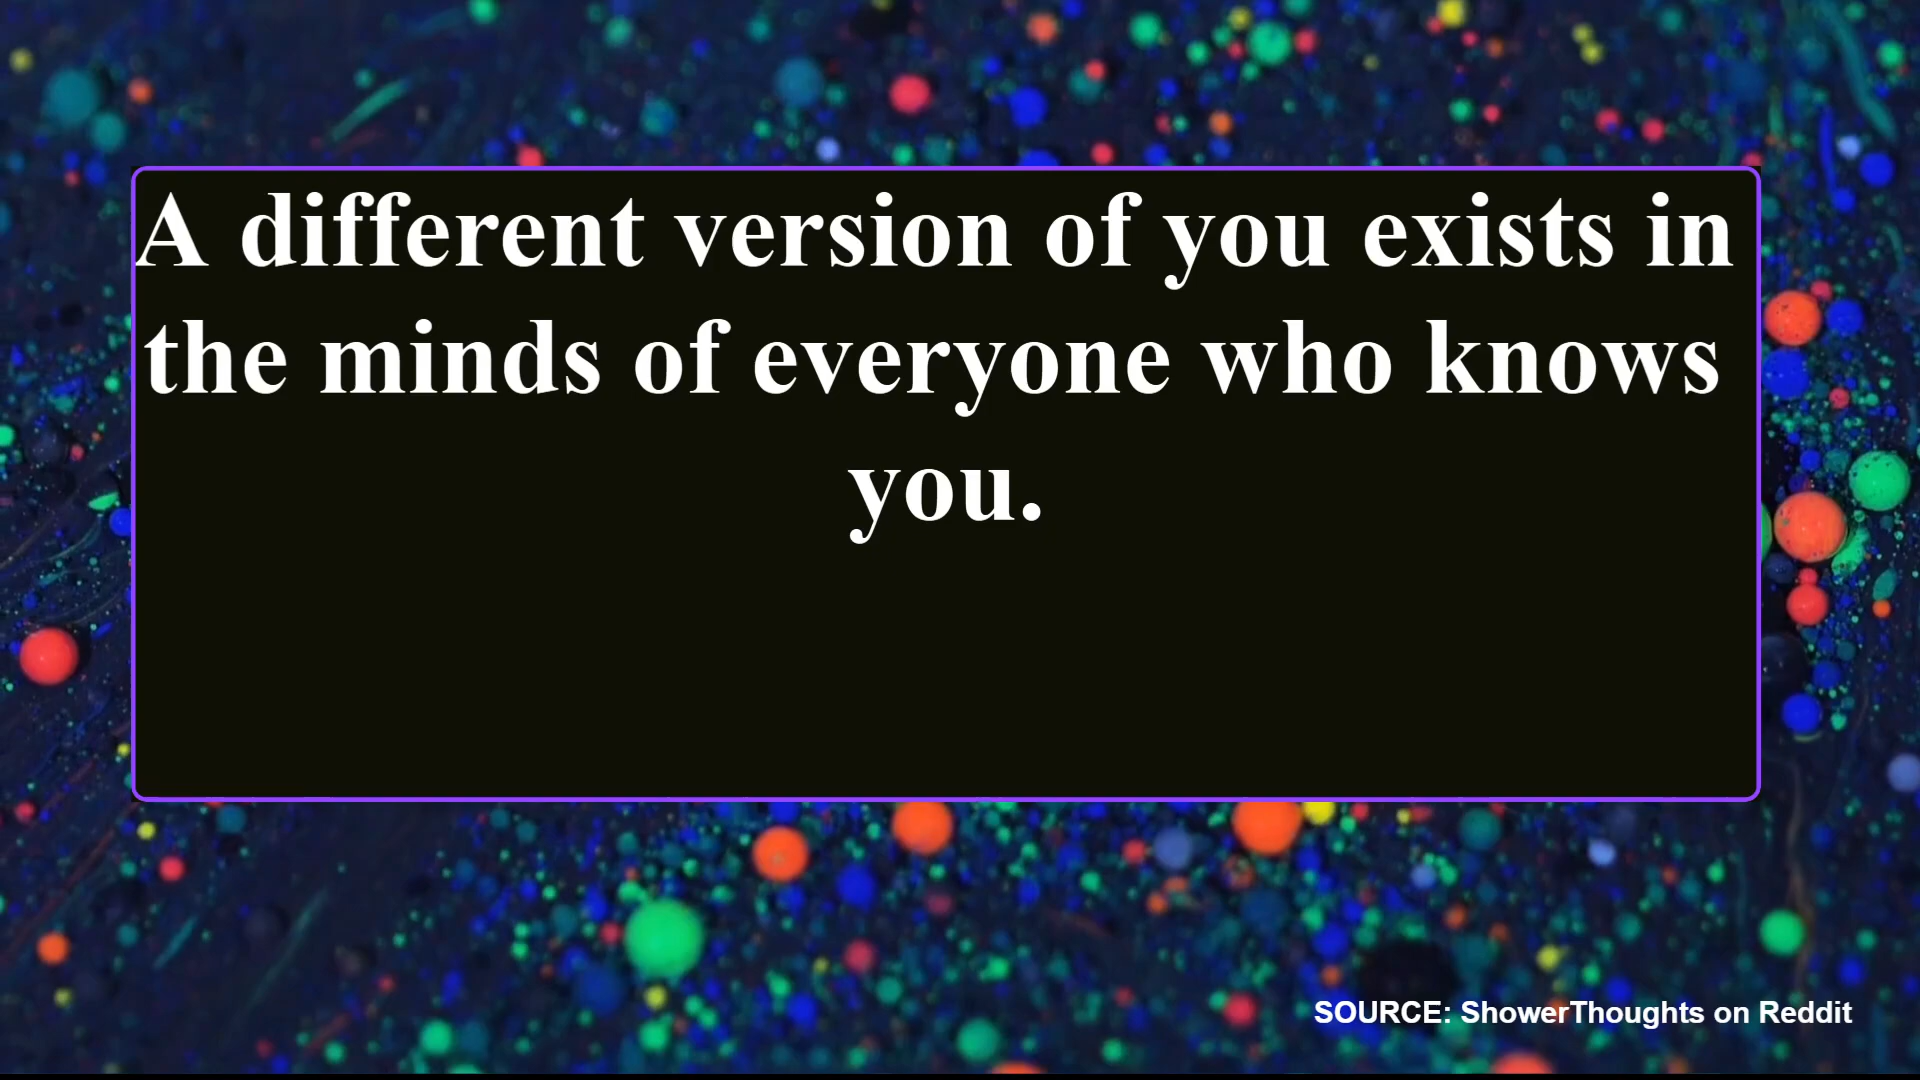 A different version of you exists in
the minds of everyone who knows
you.
SOURCE: ShowerThoughts on Reddit